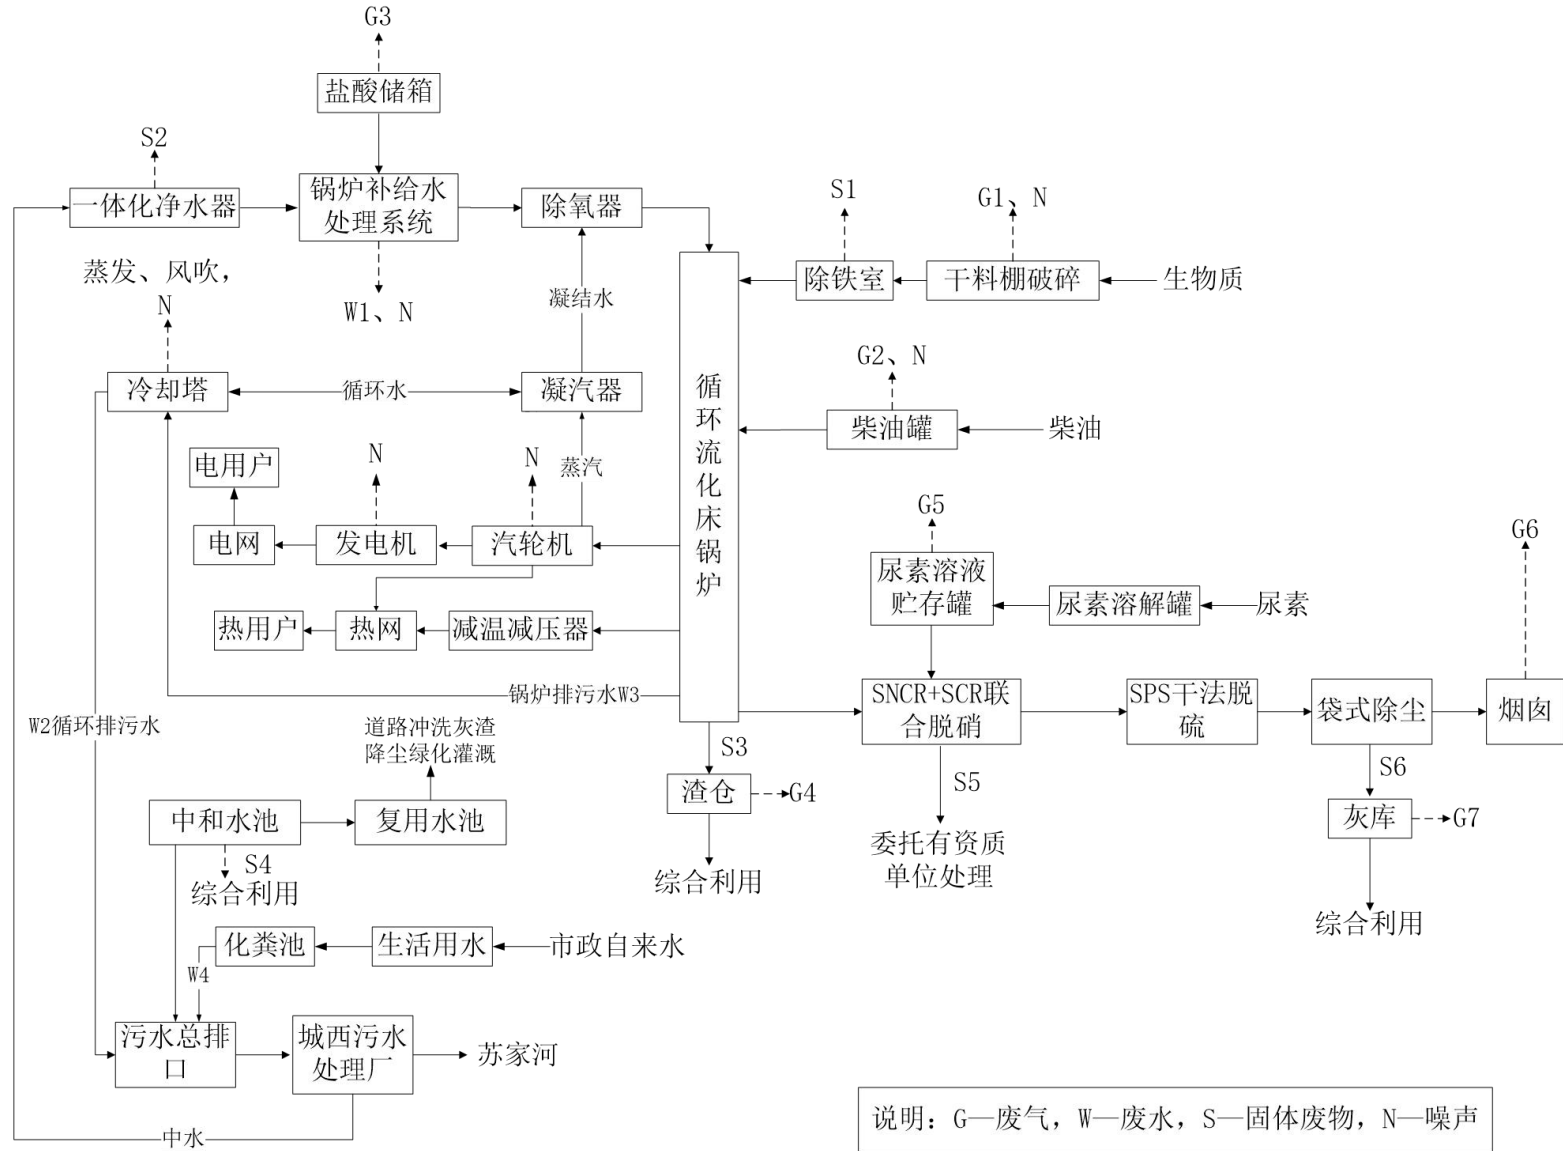 G3
盐酸储箱
S2
一体化净水器
锅炉补给水
处理系统
除氧器
S1
G1、N
除铁室
干料棚破碎
生物质
蒸发、风吹，
N
W1、N
凝结水
G2、N
冷却塔
循环水
凝汽器
循环流化床锅炉
柴油罐
柴油
电用户
N
N
蒸汽
电网
发电机
汽轮机
G5
G6
尿素溶液
贮存罐
尿素溶解罐
尿素
热用户
热网
减温减压器
锅炉排污水W3
SNCR+SCR联
合脱硝
SPS干法脱
硫
袋式除尘
烟囱
W2循环排污水
道路冲洗灰渣
降尘绿化灌溉
S3
渣仓
G4
S5
S6
灰库
G7
中和水池
复用水池
S4
综合利用
综合利用
委托有资质
单位处理
综合利用
化粪池
生活用水
市政自来水
W4
污水总排
口
城西污水
处理厂
苏家河
中水
说明：G—废气，W—废水，S—固体废物，N—噪声